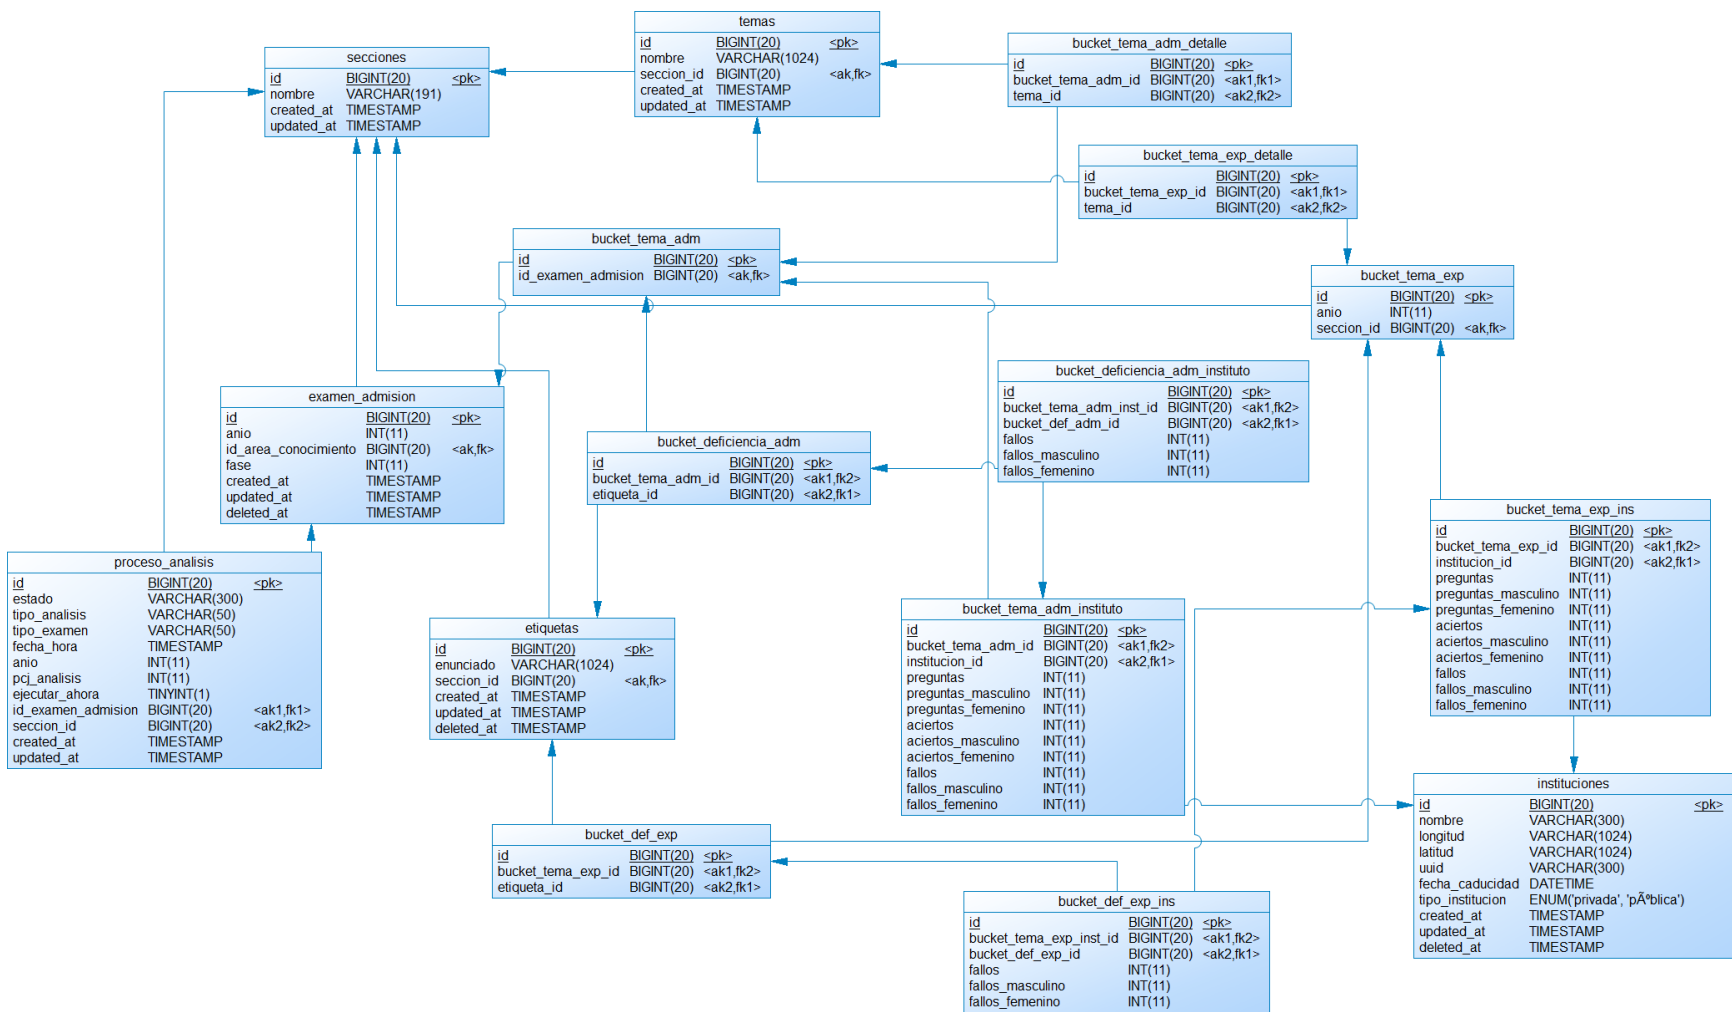 temas
id BIGINT(20) <pk>
nombre VARCHAR(1024)
seccion_id BIGINT(20) <ak,fk>
created_at TIMESTAMP
updated_at TIMESTAMP
secciones
id BIGINT(20) <pk>
nombre VARCHAR(191)
created_at TIMESTAMP
updated_at TIMESTAMP
bucket_tema_adm_detalle
id BIGINT(20) <pk>
bucket_tema_adm_id BIGINT(20) <ak1,fk1>
tema_id BIGINT(20) <ak2,fk2>
bucket_tema_exp_detalle
id BIGINT(20) <pk>
bucket_tema_exp_id BIGINT(20) <ak1,fk1>
tema_id BIGINT(20) <ak2,fk2>
bucket_tema_adm
id BIGINT(20) <pk>
id_examen_admision BIGINT(20) <ak,fk>
bucket_tema_exp
id BIGINT(20) <pk>
anio INT(11)
seccion_id BIGINT(20) <ak,fk>
bucket_deficiencia_adm_instituto
id BIGINT(20) <pk>
bucket_tema_adm_inst_id BIGINT(20) <ak1,fk2>
bucket_def_adm_id BIGINT(20) <ak2,fk1>
fallos INT(11)
fallos_masculino INT(11)
fallos_femenino INT(11)
examen_admision
id BIGINT(20) <pk>
anio INT(11)
id_area_conocimiento BIGINT(20) <ak,fk>
fase INT(11)
created_at TIMESTAMP
updated_at TIMESTAMP
deleted_at TIMESTAMP
bucket_deficiencia_adm
id BIGINT(20) <pk>
bucket_tema_adm_id BIGINT(20) <ak1,fk2>
etiqueta_id BIGINT(20) <ak2,fk1>
bucket_tema_exp_ins
id BIGINT(20) <pk>
bucket_tema_exp_id BIGINT(20) <ak1,fk2>
institucion_id BIGINT(20) <ak2,fk1>
preguntas INT(11)
preguntas_masculino INT(11)
preguntas_femenino INT(11)
aciertos INT(11)
aciertos_masculino INT(11)
aciertos_femenino INT(11)
fallos INT(11)
fallos_masculino INT(11)
fallos_femenino INT(11)
proceso_analisis
id BIGINT(20) <pk>
estado VARCHAR(300)
tipo_analisis VARCHAR(50)
tipo_examen VARCHAR(50)
fecha_hora TIMESTAMP
anio INT(11)
pcj_analisis INT(11)
ejecutar_ahora TINYINT(1)
id_examen_admision BIGINT(20) <ak1,fk1>
seccion_id BIGINT(20) <ak2,fk2>
created_at TIMESTAMP
updated_at TIMESTAMP
bucket_tema_adm_instituto
id BIGINT(20) <pk>
bucket_tema_adm_id BIGINT(20) <ak1,fk2>
institucion_id BIGINT(20) <ak2,fk1>
preguntas INT(11)
preguntas_masculino INT(11)
preguntas_femenino INT(11)
aciertos INT(11)
aciertos_masculino INT(11)
aciertos_femenino INT(11)
fallos INT(11)
fallos_masculino INT(11)
fallos_femenino INT(11)
etiquetas
id BIGINT(20) <pk>
enunciado VARCHAR(1024)
seccion_id BIGINT(20) <ak,fk>
created_at TIMESTAMP
updated_at TIMESTAMP
deleted_at TIMESTAMP
instituciones
id BIGINT(20) <pk>
nombre VARCHAR(300)
longitud VARCHAR(1024)
latitud VARCHAR(1024)
uuid VARCHAR(300)
fecha_caducidad DATETIME
tipo_institucion ENUM('privada', 'pÃºblica')
created_at TIMESTAMP
updated_at TIMESTAMP
deleted_at TIMESTAMP
bucket_def_exp
id BIGINT(20) <pk>
bucket_tema_exp_id BIGINT(20) <ak1,fk2>
etiqueta_id BIGINT(20) <ak2,fk1>
bucket_def_exp_ins
id BIGINT(20) <pk>
bucket_tema_exp_inst_id BIGINT(20) <ak1,fk2>
bucket_def_exp_id BIGINT(20) <ak2,fk1>
fallos INT(11)
fallos_masculino INT(11)
fallos_femenino INT(11)